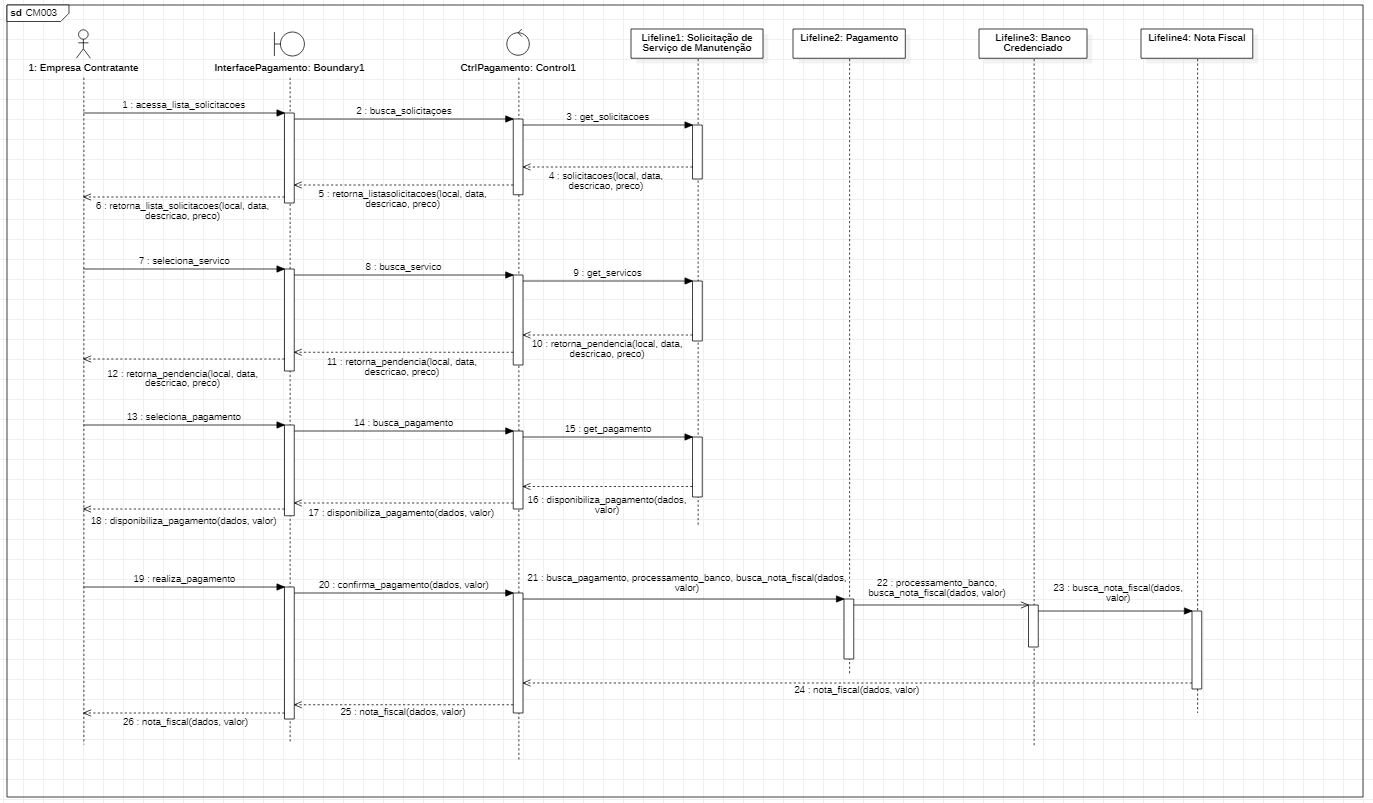 sd CM003
1: Empresa Contratante
InterfacePagamento: Boundary1
CtrlPagamento: Control1
Lifeline1: Solicitação de
Serviço de Manutenção
Lifeline2: Pagamento
Lifeline3: Banco
Credenciado
Lifeline4: Nota Fiscal
1 : acessa_lista_solicitacoes
2 : busca_solicitaçoes
3 : get_solicitacoes
4 : solicitacoes(local, data,
descricao, preco)
5 : retorna_listasolicitacoes(local, data,
descricao, preco)
6 : retorna_lista_solicitacoes(local, data,
descricao, preco)
7 : seleciona_servico
8 : busca_servico
9 : get_servicos
10 : retorna_pendencia(local, data,
descricao, preco)
11 : retorna_pendencia(local, data,
descricao, preco)
12 : retorna_pendencia(local, data,
descricao, preco)
13 : seleciona_pagamento
14 : busca_pagamento
15 : get_pagamento
16 : disponibiliza_pagamento(dados,
valor)
17 : disponibiliza_pagamento(dados, valor)
18 : disponibiliza_pagamento(dados, valor)
19 : realiza_pagamento
20 : confirma_pagamento(dados, valor)
21 : busca_pagamento, processamento_banco, busca_nota_fiscal(dados,
valor)
22 : processamento_banco,
busca_nota_fiscal(dados, valor)
23 : busca_nota_fiscal(dados,
valor)
24 : nota_fiscal(dados, valor)
25 : nota_fiscal(dados, valor)
26 : nota_fiscal(dados, valor)